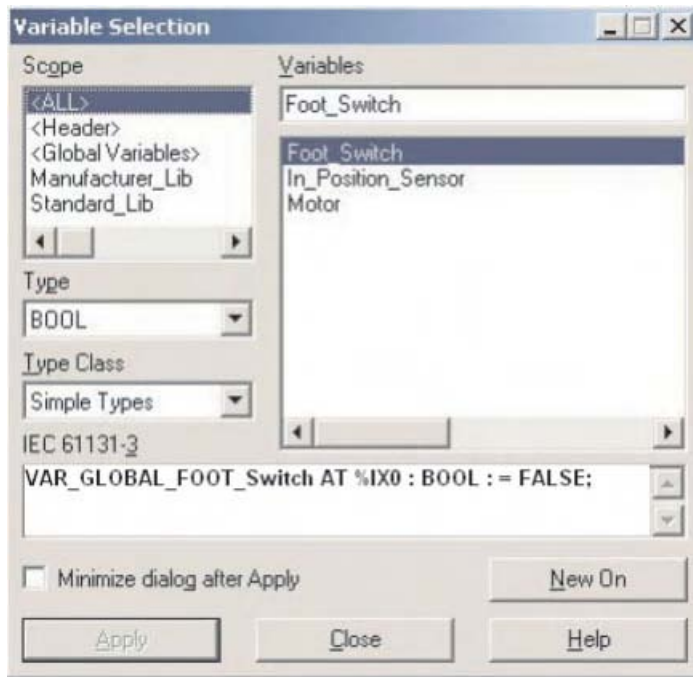 Variable Selection
Scope
<ALL>
<Header>
<Global Variables>
Manufacturer_Lib
Standard_Lib
Type
BOOL
Type Class
Simple Types
Variables
Foot_Switch
Foot_Switch
In_Position_Sensor
Motor
IEC 61131-3
VAR_GLOBAL_FOOT_Switch AT %IX0 : BOOL : = FALSE;
Minimize dialog after Apply
New On
Apply
Close
Help